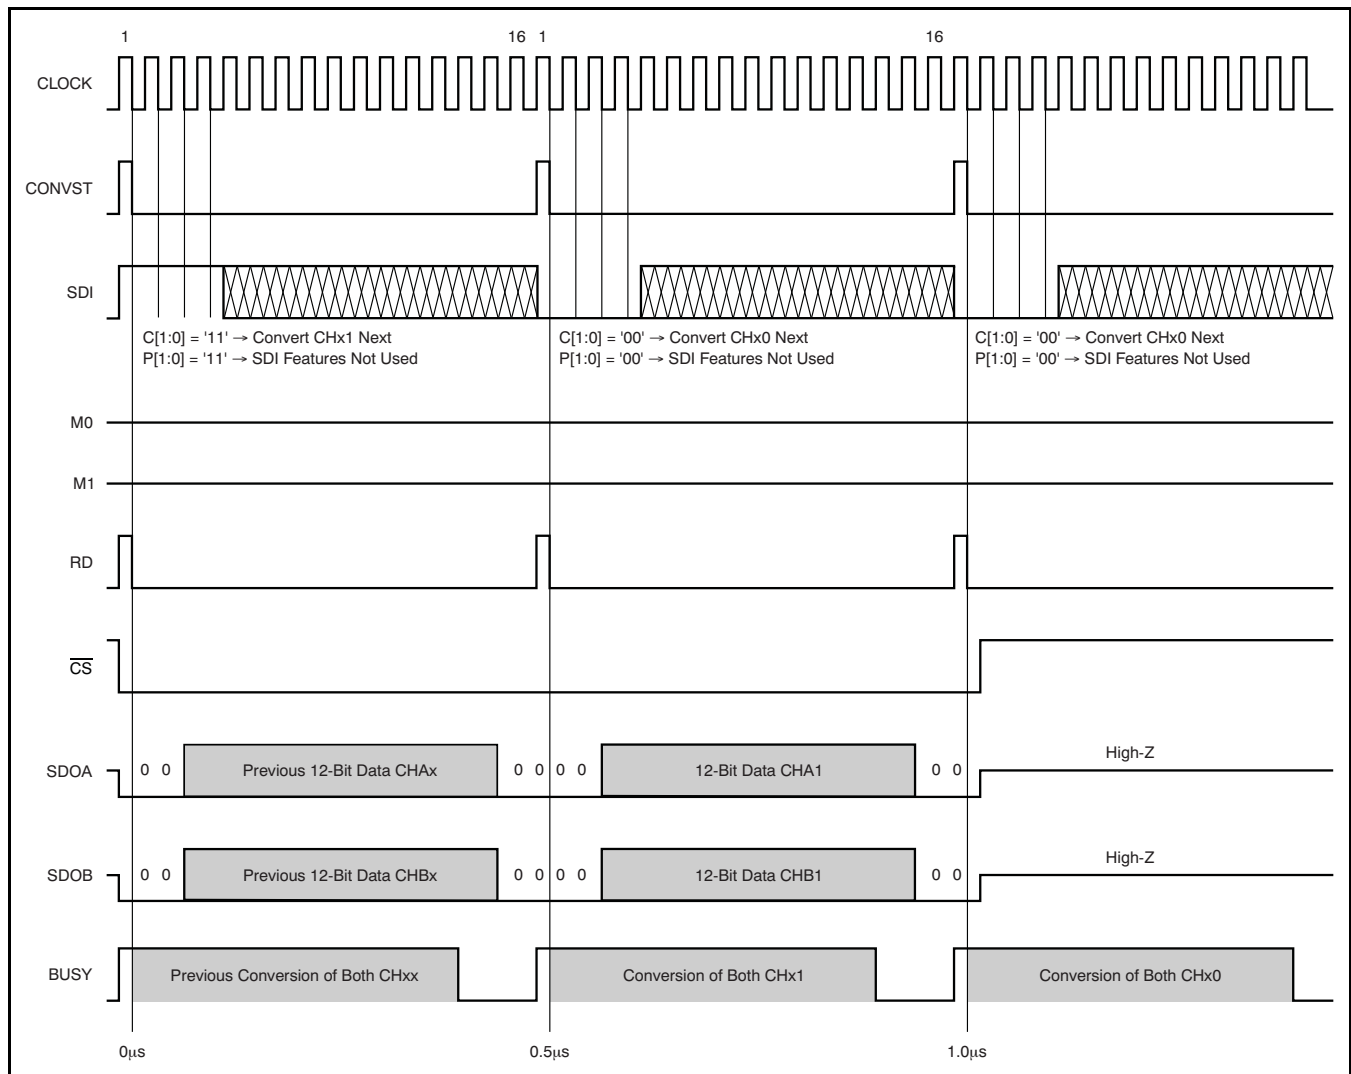 1 16 1 16
CLOCK
CONVST
SDI
C[1:0] = '11' → Convert CHx1 Next
P[1:0] = '11' → SDI Features Not Used
C[1:0] = '00' → Convert CHx0 Next
P[1:0] = '00' → SDI Features Not Used
C[1:0] = '00' → Convert CHx0 Next
P[1:0] = '00' → SDI Features Not Used
M0
M1
RD
CS
SDOA 0 0 Previous 12-Bit Data CHAx 0 0 0 0 12-Bit Data CHA1 0 0 High-Z
SDOB 0 0 Previous 12-Bit Data CHBx 0 0 0 0 12-Bit Data CHB1 0 0 High-Z
BUSY Previous Conversion of Both CHxx Conversion of Both CHx1 Conversion of Both CHx0
0μs 0.5μs 1.0μs